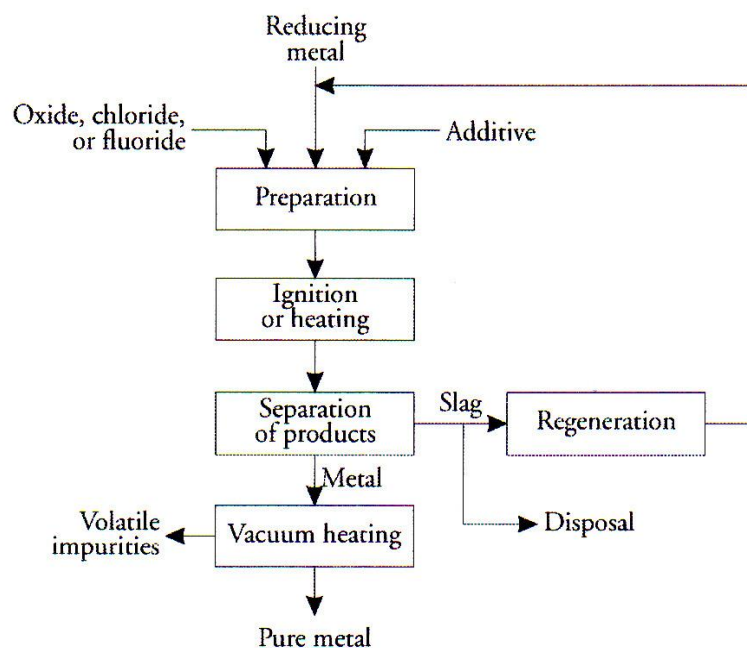 Reducing
metal
Oxide, chloride,
or fluoride
Additive
Preparation
Ignition
or heating
Separation
of products
Slag
Regeneration
Metal
Volatile
impurities
Vacuum heating
Disposal
Pure metal